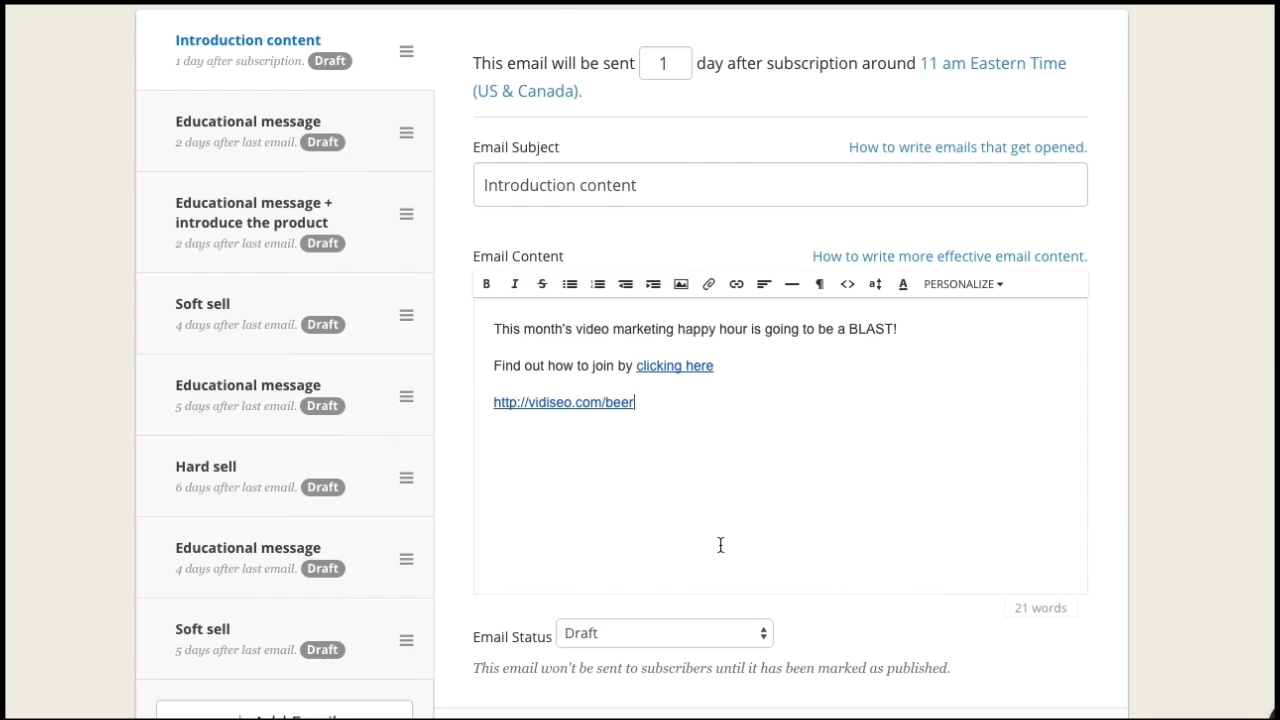 Introduction content
1 day after subscription. Draft
Educational message
2 days after last email. Draft
Educational message +
introduce the product
2 days after last email. Draft
Soft sell
4 days after last email. Draft
Educational message
5 days after last email. Draft
Hard sell
6 days after last email. Draft
Educational message
4 days after last email. Draft
Soft sell
5 days after last email. Draft
This email will be sent 1 day after subscription around 11 am Eastern Time
(US & Canada).
Email Subject How to write emails that get opened.
Introduction content
Email Content How to write more effective email content.
PERSONALIZE
This month's video marketing happy hour is going to be a BLAST!
Find out how to join by clicking here
http://vidiseo.com/beer
21 words
Email Status Draft
This email won't be sent to subscribers until it has been marked as published.